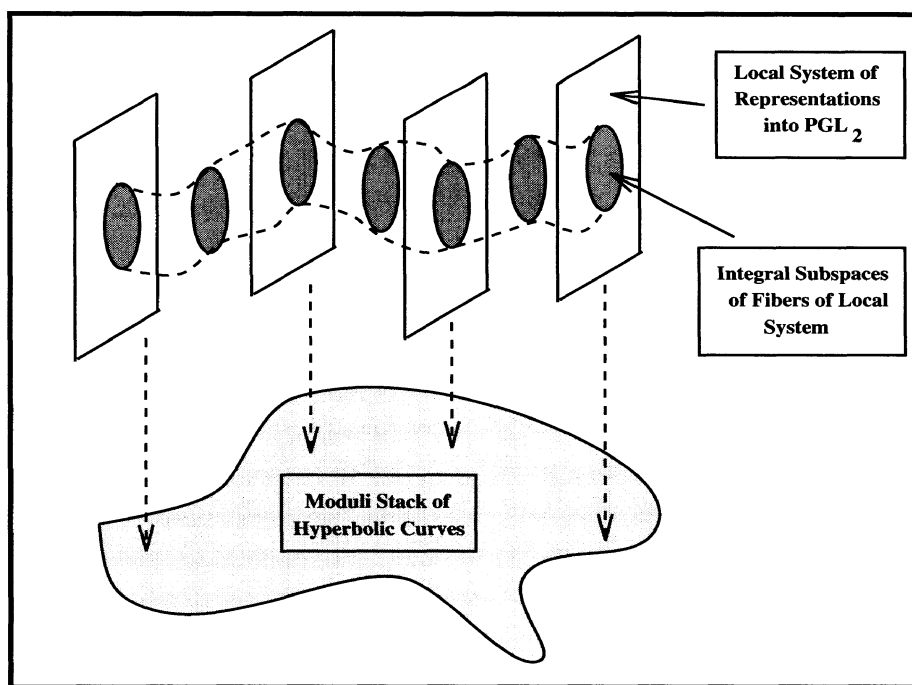 Local System of
Representations
into PGL 2
Integral Subspaces
of Fibers of Local
System
Moduli Stack of
Hyperbolic Curves